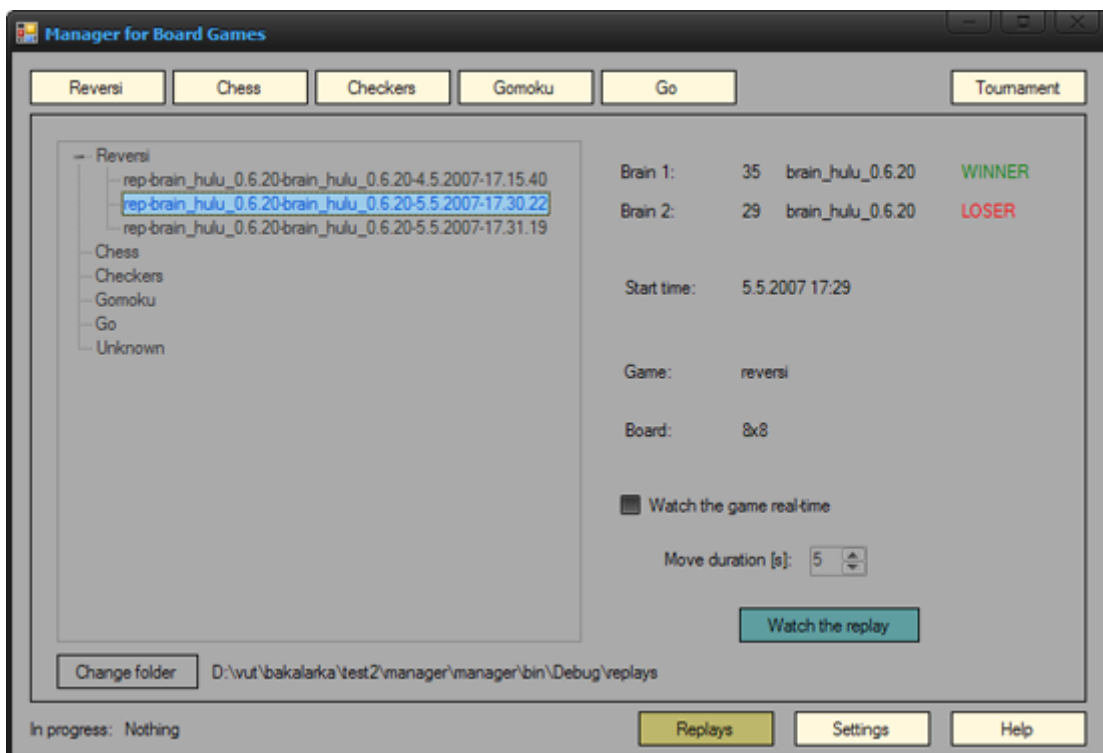 Manager for Board Games
Reversi Chess Checkers Gomoku Go Tournament
Reversi
rep-brain_hulu_0.6.20-brain_hulu_0.6.20-4.5.2007-17.15.40
rep-brain_hulu_0.6.20-brain_hulu_0.6.20-5.5.2007-17.30.22
rep-brain_hulu_0.6.20-brain_hulu_0.6.20-5.5.2007-17.31.19
Chess
Checkers
Gomoku
Go
Unknown
Brain 1: 35 brain_hulu_0.6.20 WINNER
Brain 2: 29 brain_hulu_0.6.20 LOSER
Start time: 5.5.2007 17:29
Game: reversi
Board: 8x8
Watch the game real-time
Move duration [s]: 5
Watch the replay
Change folder D:\vut\bakalarka\test2\manager\manager\bin\Debug\replays
In progress: Nothing Replays Settings Help